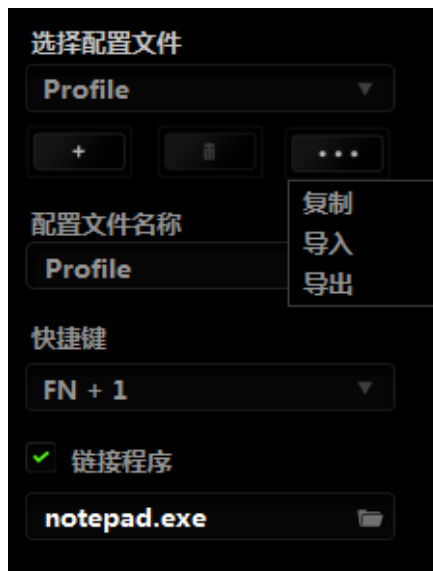 选择配置文件
Profile
+
•••
复制
导入
导出
配置文件名称
Profile
快捷键
FN + 1
链接程序
notepad.exe